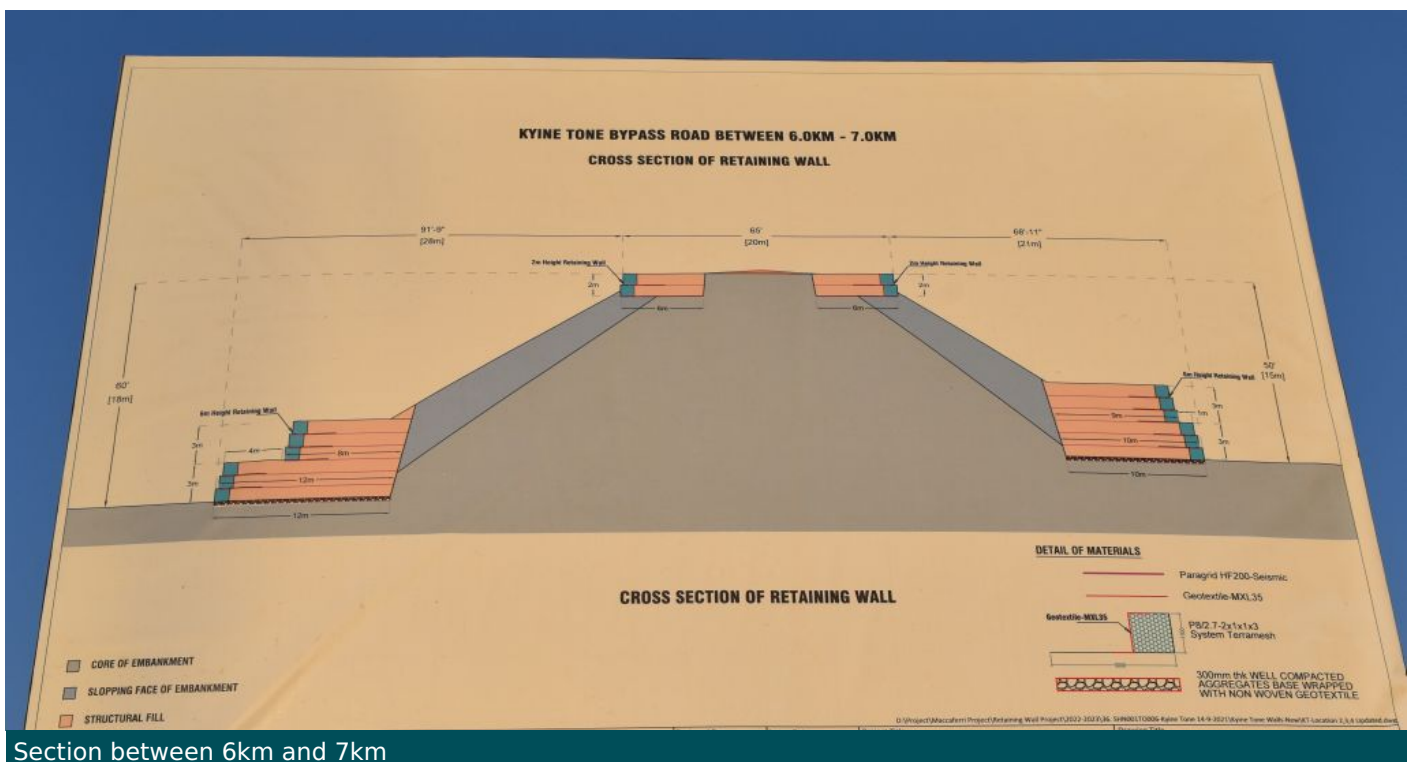 KYINE TONE BYPASS ROAD BETWEEN 6.0KM - 7.0KM
CROSS SECTION OF RETAINING WALL
91'-9"
[28m]
65'
[20m]
68'-11"
[21m]
2m Height Retaining Wall
2m Height Retaining Wall
2m
2m
6m
6m
60'
[18m]
50'
[15m]
6m Height Retaining Wall
6m Height Retaining Wall
3m
4m
8m
3m
12m
12m
9m
1m
3m
10m
3m
10m
DETAIL OF MATERIALS
Paragrid HF200-Seismic
Geotextile-MXL35
Geotextile-MXL35
P8/2.7-2x1x1x3
System Terramesh
300mm thk WELL COMPACTED
AGGREGATES BASE WRAPPED
WITH NON WOVEN GEOTEXTILE
CROSS SECTION OF RETAINING WALL
CORE OF EMBANKMENT
SLOPPING FACE OF EMBANKMENT
STRUCTURAL FILL
Section between 6km and 7km